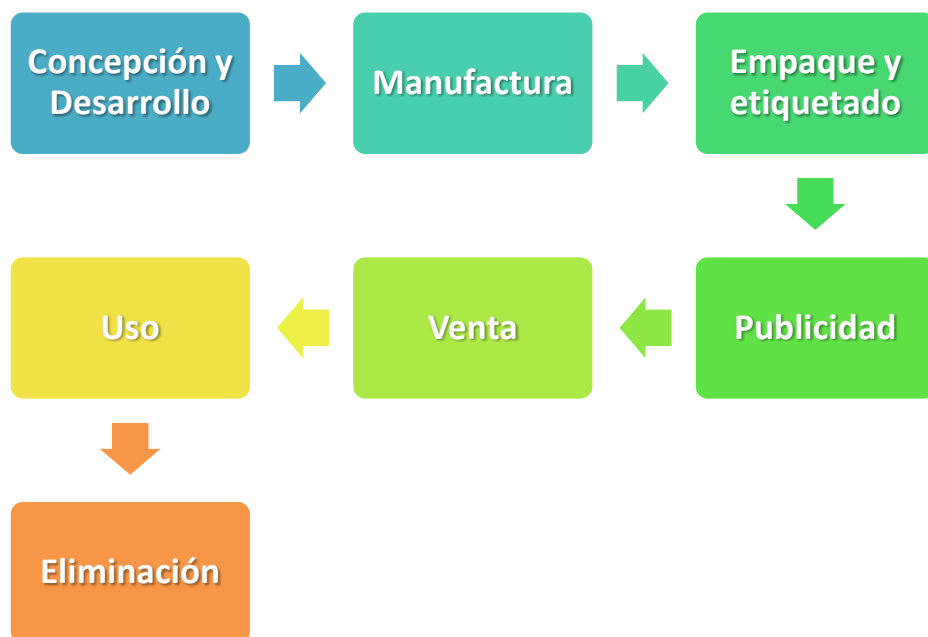 Concepción y
Desarrollo
Manufactura
Empaque y
etiquetado
Publicidad
Venta
Uso
Eliminación